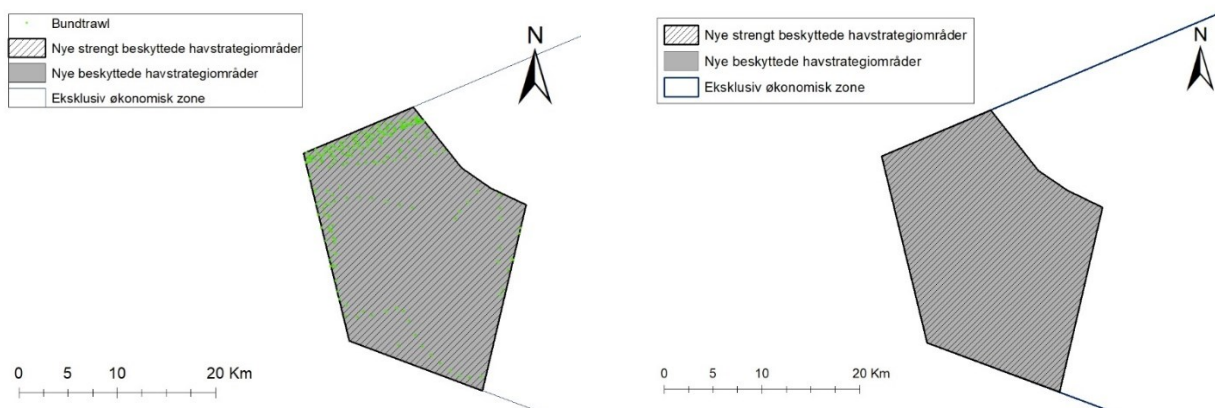 Bundtrawl
Nye strengt beskyttede havstrategiområder
Nye beskyttede havstrategiområder
Eksklusiv økonomisk zone
N
0 5 10 20 Km
Nye strengt beskyttede havstrategiområder
Nye beskyttede havstrategiområder
Eksklusiv økonomisk zone
N
0 5 10 20 Km